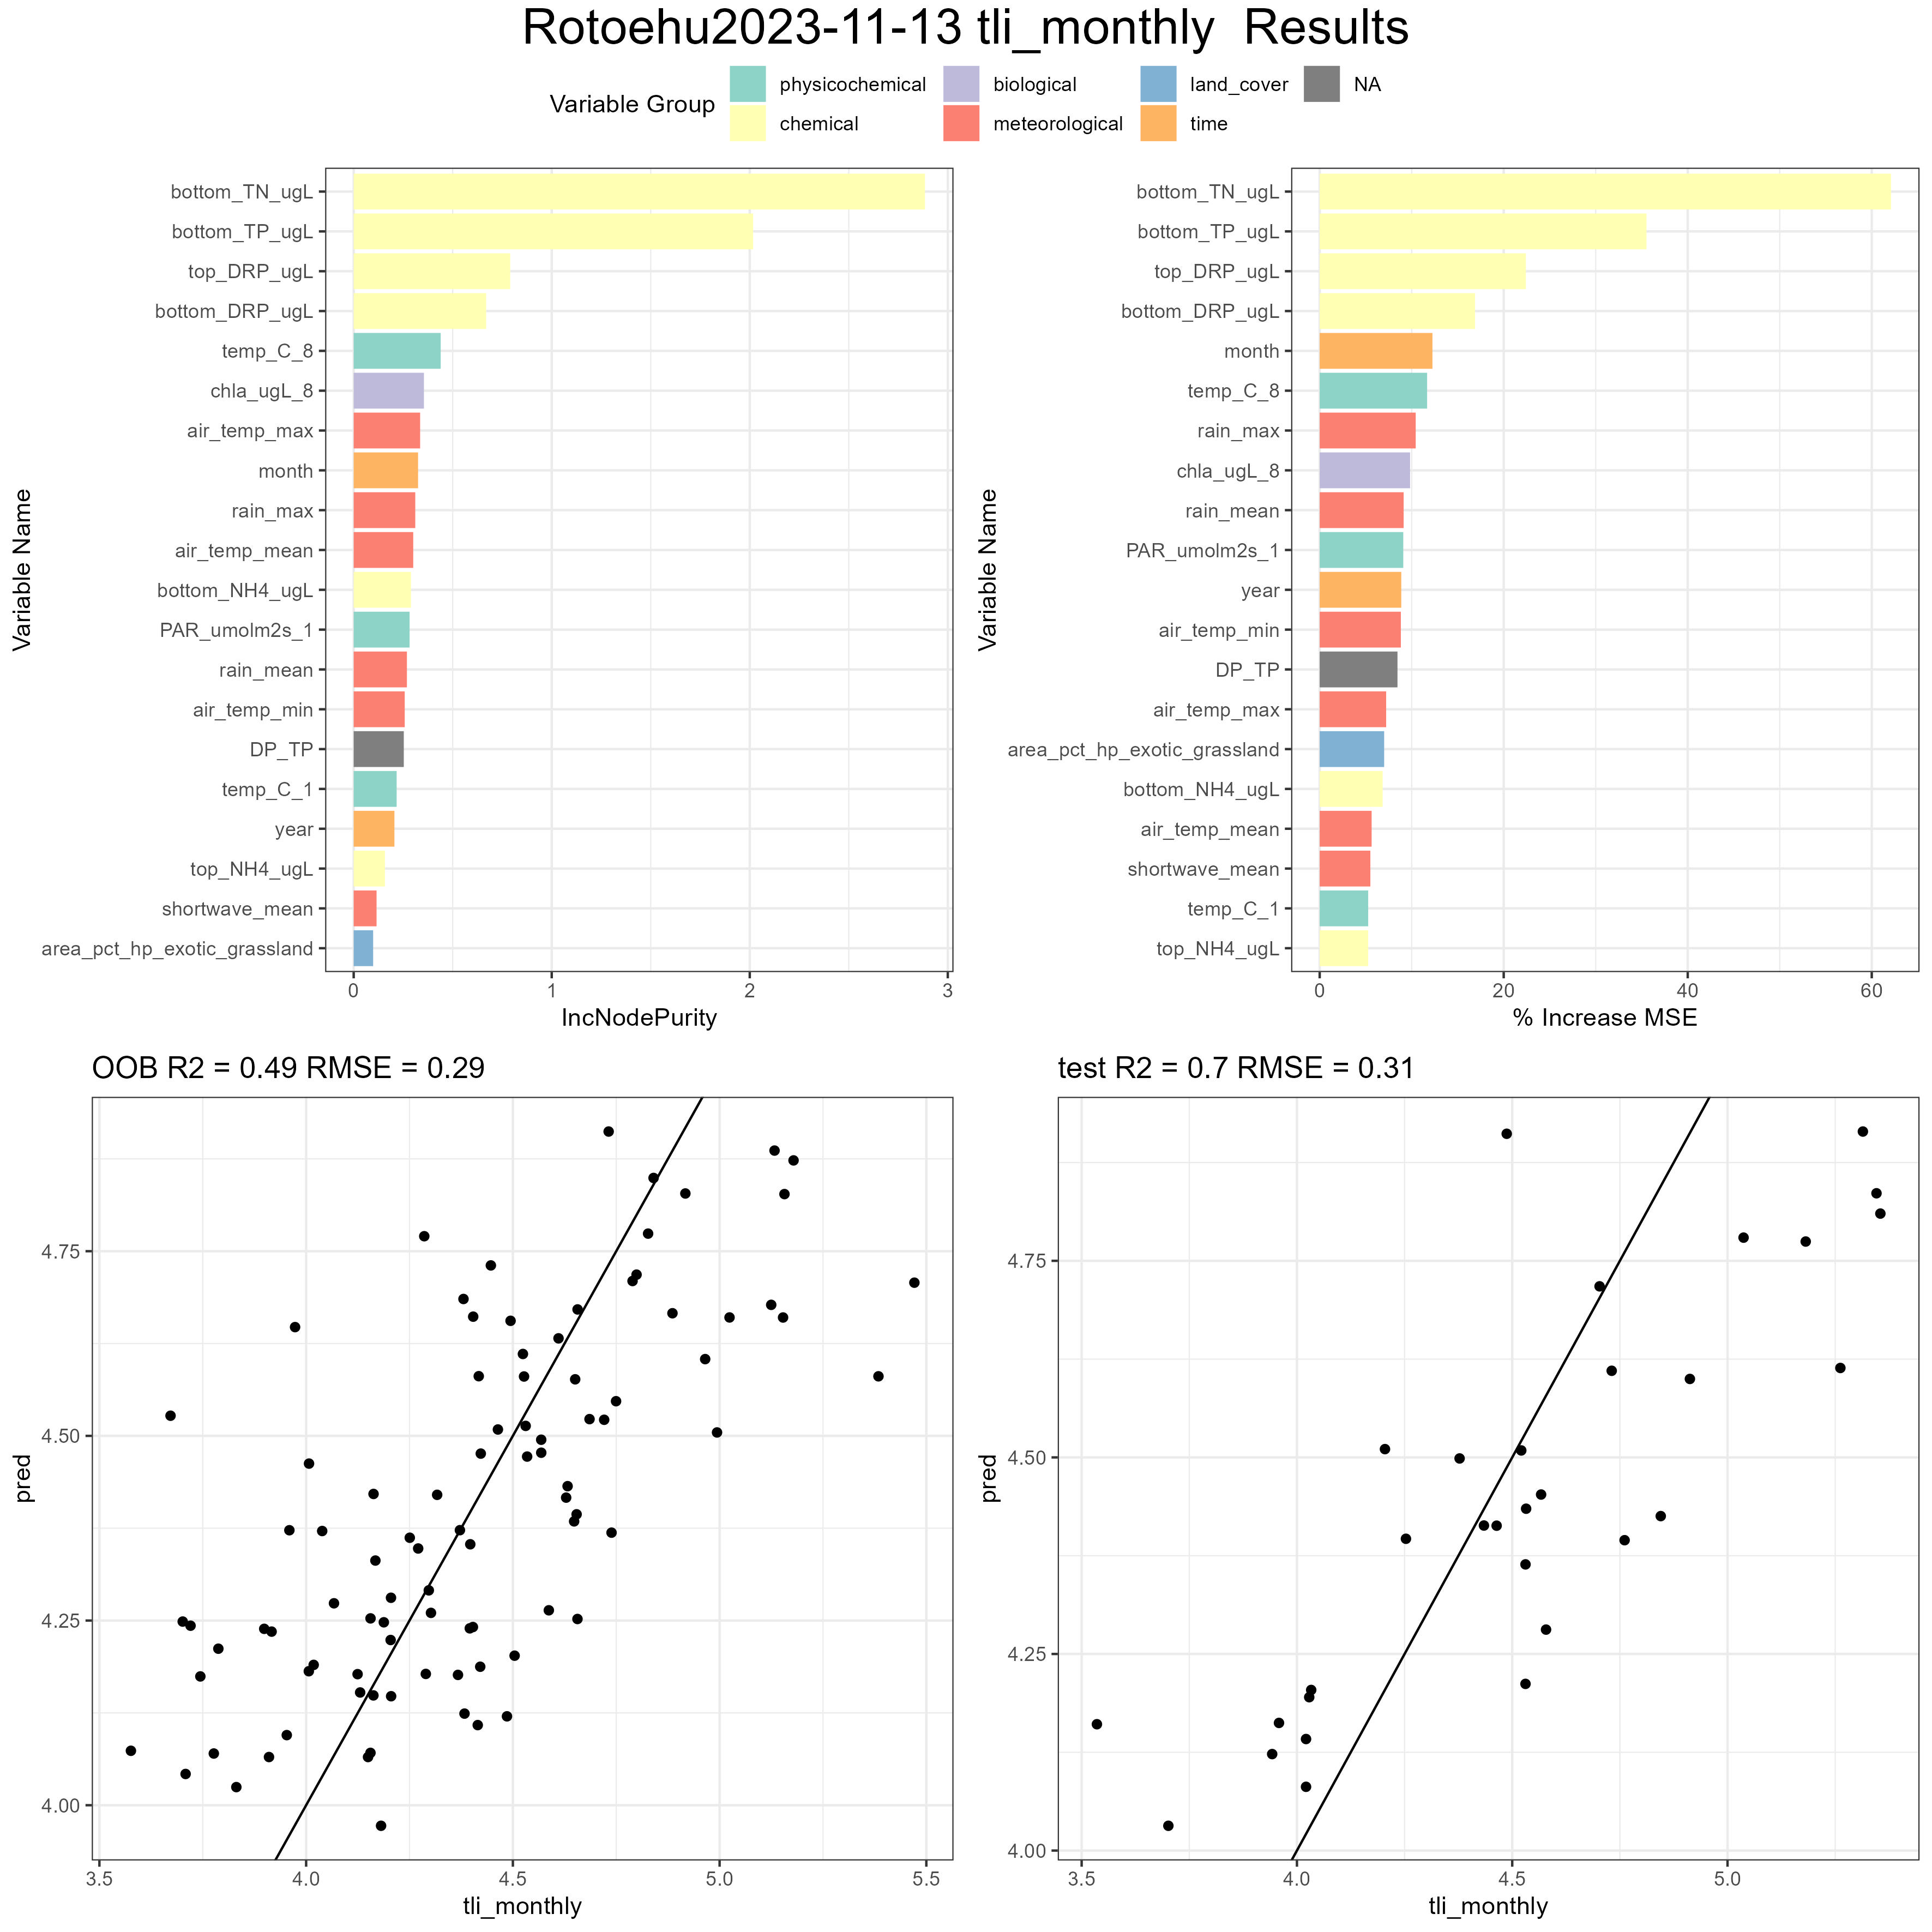 Rotoehu2023-11-13 tli_monthly  Results
Variable Group
physicochemical
chemical
biological
meteorological
land_cover
time
NA
Variable Name
bottom_TN_ugL
bottom_TP_ugL
top_DRP_ugL
bottom_DRP_ugL
temp_C_8
chla_ugL_8
air_temp_max
month
rain_max
air_temp_mean
bottom_NH4_ugL
PAR_umolm2s_1
rain_mean
air_temp_min
DP_TP
temp_C_1
year
top_NH4_ugL
shortwave_mean
area_pct_hp_exotic_grassland
0 1 2 3
IncNodePurity
Variable Name
bottom_TN_ugL
bottom_TP_ugL
top_DRP_ugL
bottom_DRP_ugL
month
temp_C_8
rain_max
chla_ugL_8
rain_mean
PAR_umolm2s_1
year
air_temp_min
DP_TP
air_temp_max
area_pct_hp_exotic_grassland
bottom_NH4_ugL
air_temp_mean
shortwave_mean
temp_C_1
top_NH4_ugL
0 20 40 60
% Increase MSE
OOB R2 = 0.49 RMSE = 0.29
pred
4.75
4.50
4.25
4.00
3.5 4.0 4.5 5.0 5.5
tli_monthly
test R2 = 0.7 RMSE = 0.31
pred
4.75
4.50
4.25
4.00
3.5 4.0 4.5 5.0
tli_monthly